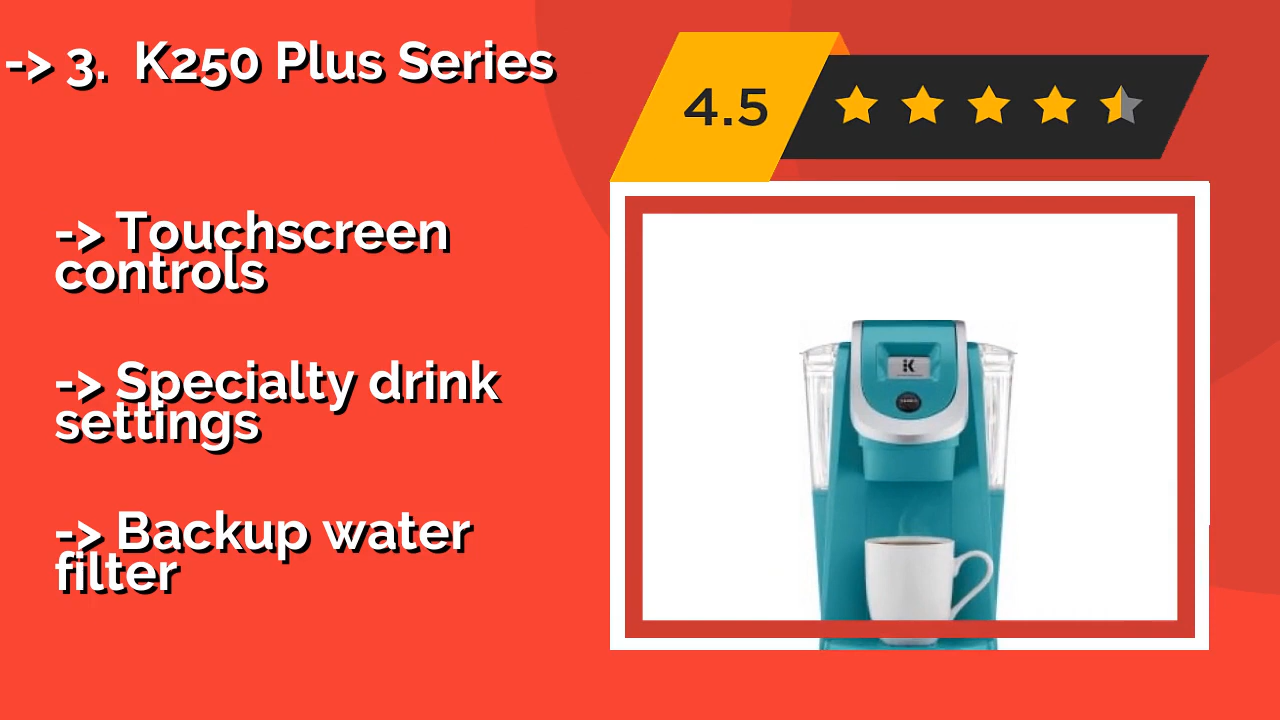 -> 3. K250 Plus Series
4.5
-> Touchscreen
controls
-> Specialty drink
settings
-> Backup water
filter
K